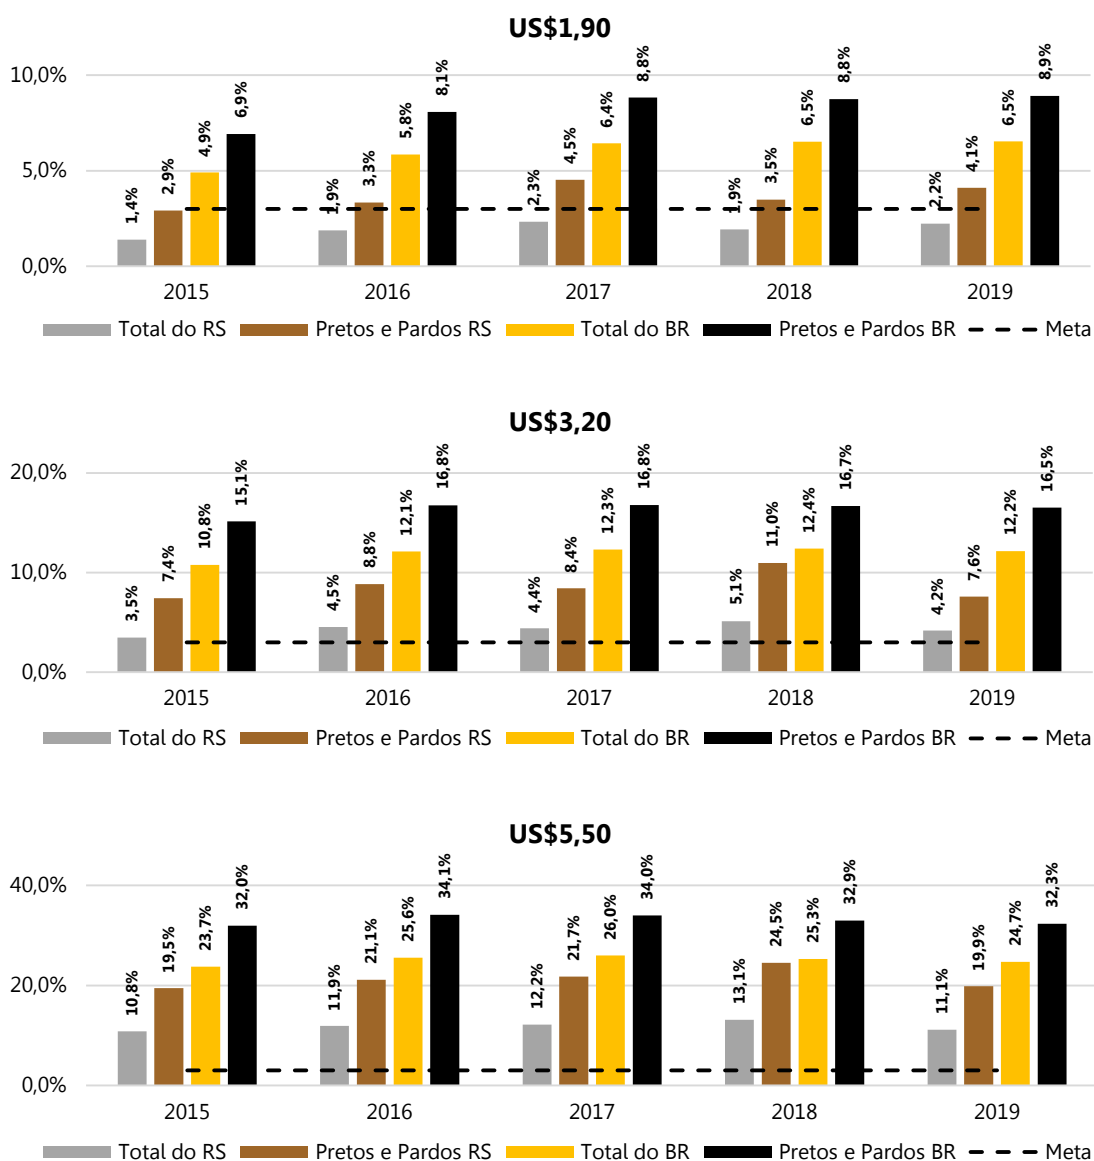 US$1,90
10,0%
5,0%
0,0%
1,4% 2,9% 4,9% 6,9%
1,9% 3,3% 5,8% 8,1%
2,3% 4,5% 6,4% 8,8%
1,9% 3,5% 6,5% 8,8%
2,2% 4,1% 6,5% 8,9%
2015 2016 2017 2018 2019
Total do RS Pretos e Pardos RS Total do BR Pretos e Pardos BR Meta
US$3,20
20,0%
10,0%
0,0%
3,5% 7,4% 10,8% 15,1%
4,5% 8,8% 12,1% 16,8%
4,4% 8,4% 12,3% 16,8%
5,1% 11,0% 12,4% 16,7%
4,2% 7,6% 12,2% 16,5%
2015 2016 2017 2018 2019
Total do RS Pretos e Pardos RS Total do BR Pretos e Pardos BR Meta
US$5,50
40,0%
20,0%
0,0%
10,8% 19,5% 23,7% 32,0%
11,9% 21,1% 25,6% 34,1%
12,2% 21,7% 26,0% 34,0%
13,1% 24,5% 25,3% 32,9%
11,1% 19,9% 24,7% 32,3%
2015 2016 2017 2018 2019
Total do RS Pretos e Pardos RS Total do BR Pretos e Pardos BR Meta